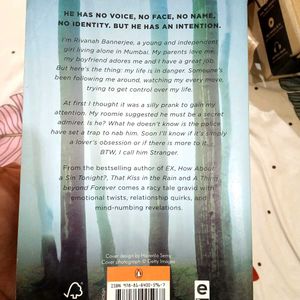 HE HAS NO VOICE, NO FACE, NO NAME,
NO IDENTITY. BUT HE HAS AN INTENTION.
I'm Rivanah Bannerjee, a young and independent
girl living alone in Mumbai. My parents love me,
my boyfriend adores me and I have a great job.
But here's the thing: my life is in danger. Someone's
been following me around, watching my every move,
trying to get control over my life.
At first I thought it was a silly prank to gain my
attention. My roomie suggested he must be a secret
admirer. Is he? What he doesn't know is the police
have set a trap to nab him. Soon I'll know if it's simply
a lover's obsession or if there is more to it.
BTW, I call him Stranger.
From the bestselling author of EX, How About
a Sin Tonight?, That Kiss in the Rain and A Thing
beyond Forever comes a racy tale gravid with
emotional twists, relationship quirks, and
mind-numbing revelations.
Cover design by
Cover photograph © Getty Images
FSC